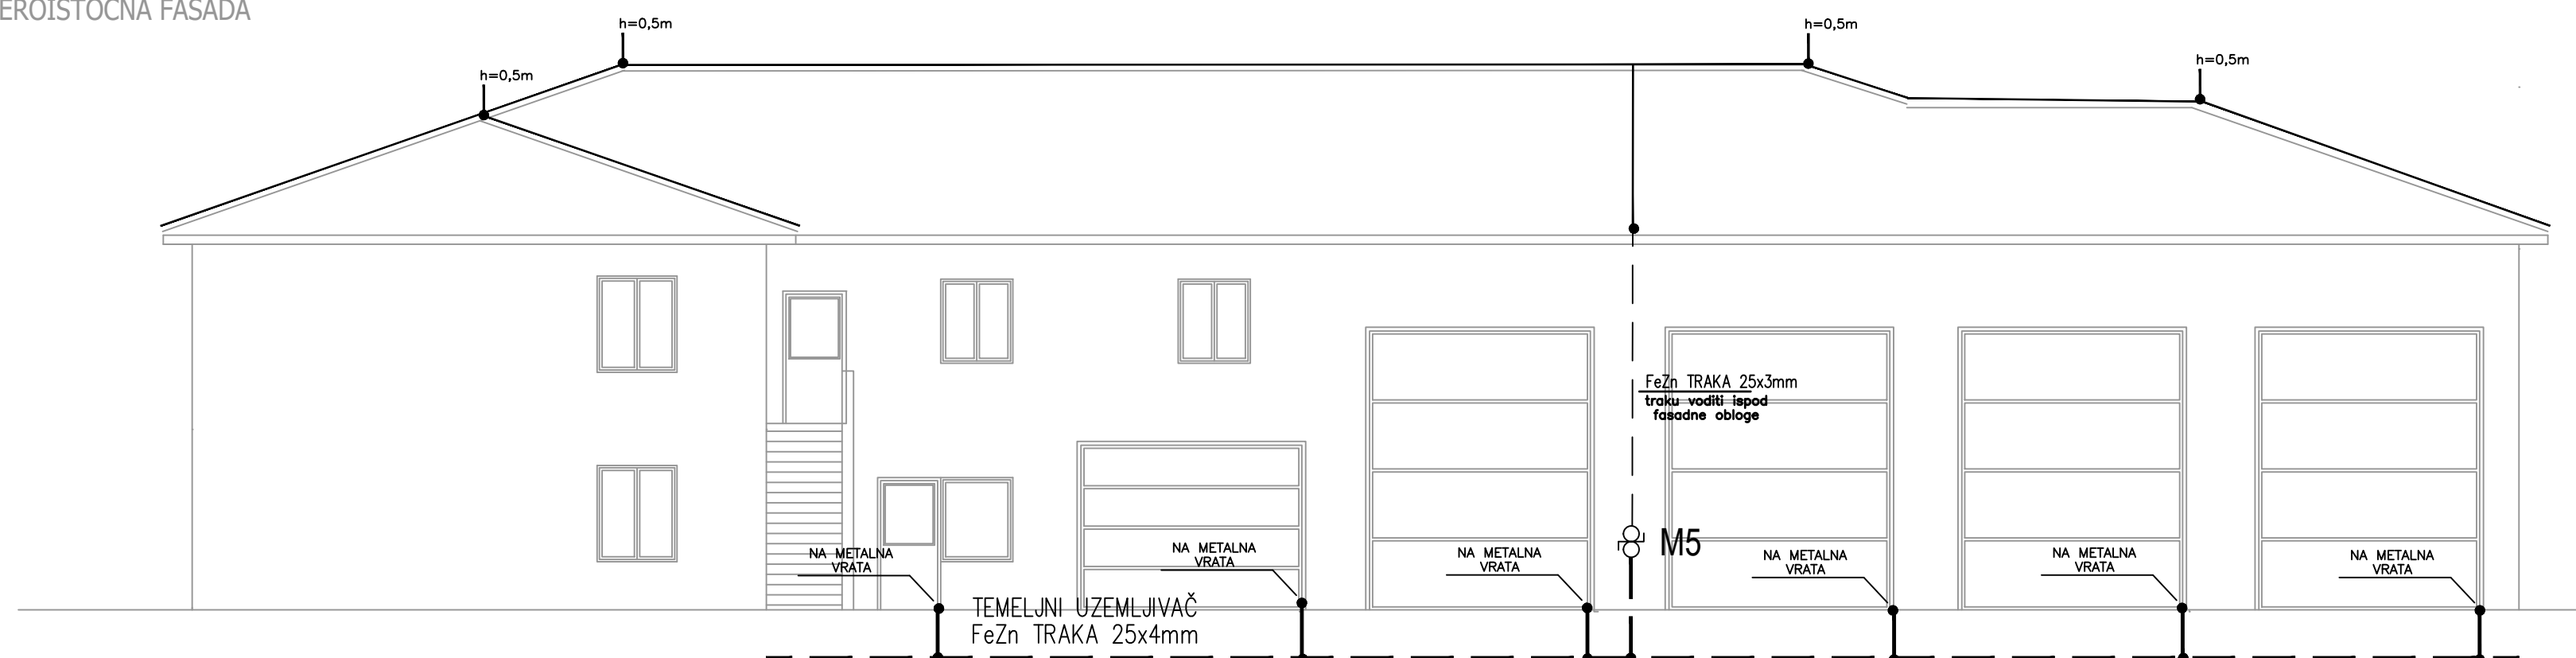 EROISTOČNA FASADA
h=0,5m
h=0,5m
h=0,5m
h=0,5m
FeZn TRAKA 25x3mm
traku voditi ispod
fasadne obloge
M5
NA METALNA
VRATA
NA METALNA
VRATA
NA METALNA
VRATA
NA METALNA
VRATA
NA METALNA
VRATA
NA METALNA
VRATA
TEMELJNI UZEMLJIVAČ
FeZn TRAKA 25x4mm